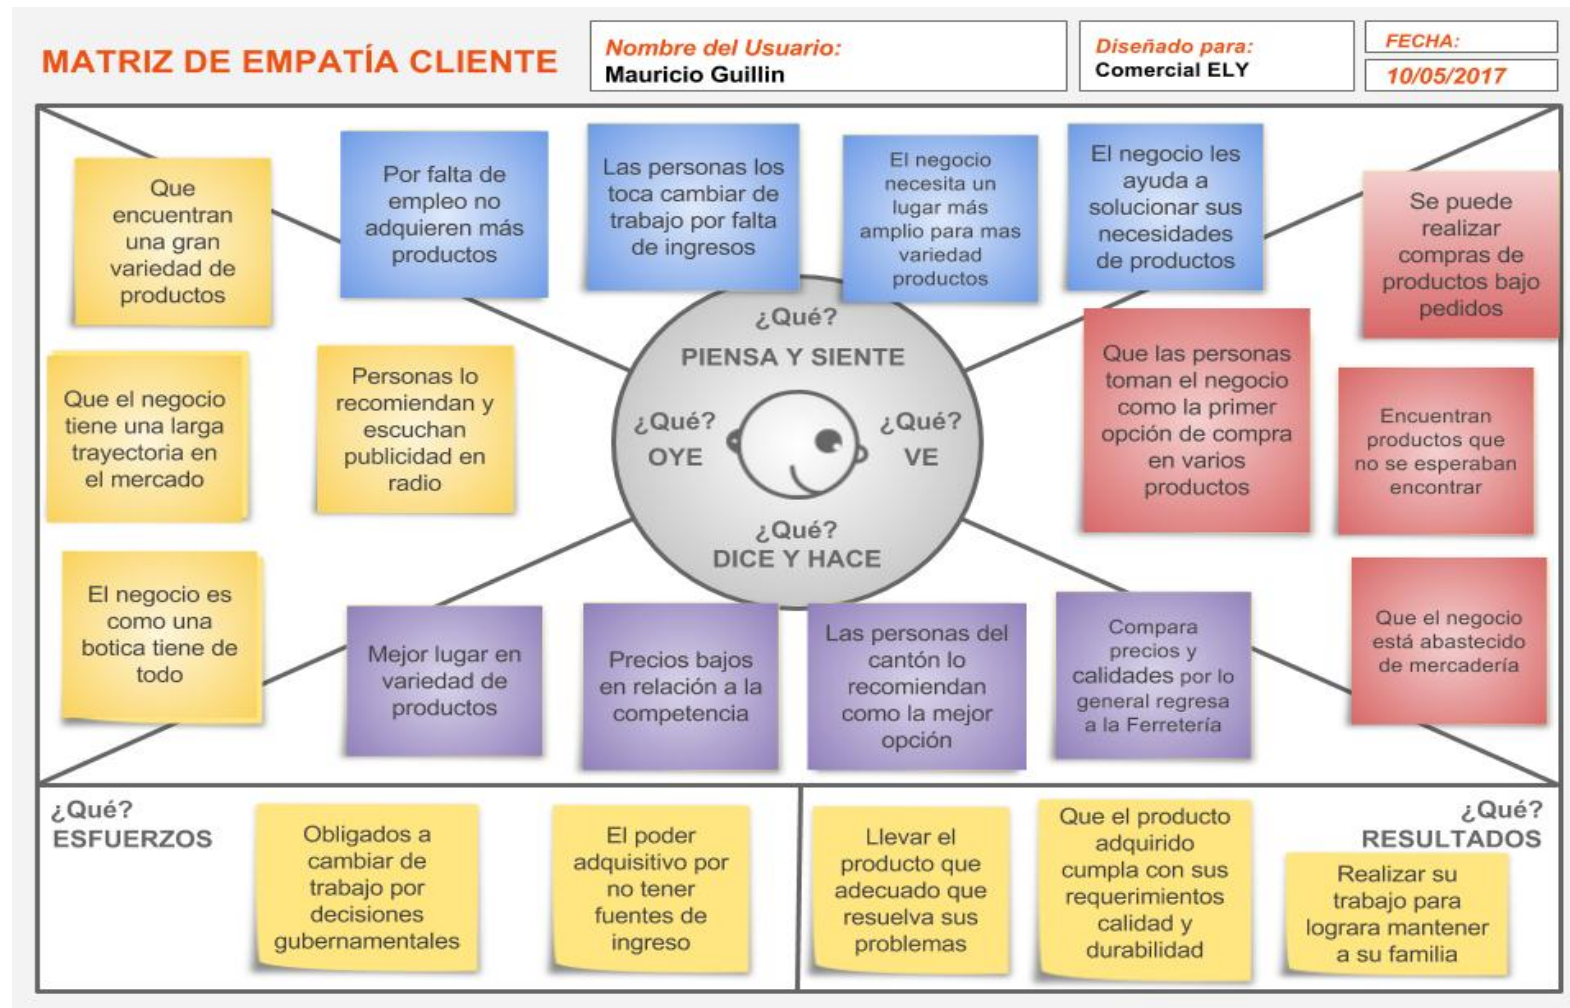 MATRIZ DE EMPATÍA CLIENTE
Nombre del Usuario:
Mauricio Guillin
Diseñado para:
Comercial ELY
FECHA:
10/05/2017
Que
encuentran
una gran
variedad de
productos
Por falta de
empleo no
adquieren más
productos
Las personas los
toca cambiar de
trabajo por falta
de ingresos
El negocio
necesita un
lugar más
amplio para mas
variedad
productos
El negocio les
ayuda a
solucionar sus
necesidades
de productos
Se puede
realizar
compras de
productos bajo
pedidos
Que el negocio
tiene una larga
trayectoria en
el mercado
Personas lo
recomiendan y
escuchan
publicidad en
radio
¿Qué?
PIENSA Y SIENTE
¿Qué?
OYE
¿Qué?
VE
¿Qué?
DICE Y HACE
Que las personas
toman el negocio
como la primer
opción de compra
en varios
productos
Encuentran
productos que
no se esperaban
encontrar
El negocio es
como una
botica tiene de
todo
Mejor lugar en
variedad de
productos
Precios bajos
en relación a la
competencia
Las personas del
cantón lo
recomiendan
como la mejor
opción
Compara
precios y
calidades por lo
general regresa
a la Ferretería
Que el negocio
está abastecido
de mercadería
¿Qué?
ESFUERZOS
Obligados a
cambiar de
trabajo por
decisiones
gubernamentales
El poder
adquisitivo por
no tener
fuentes de
ingreso
Llevar el
producto que
adecuado que
resuelva sus
problemas
Que el producto
adquirido
cumpla con sus
requerimientos
calidad y
durabilidad
¿Qué?
RESULTADOS
Realizar su
trabajo para
lograra mantener
a su familia